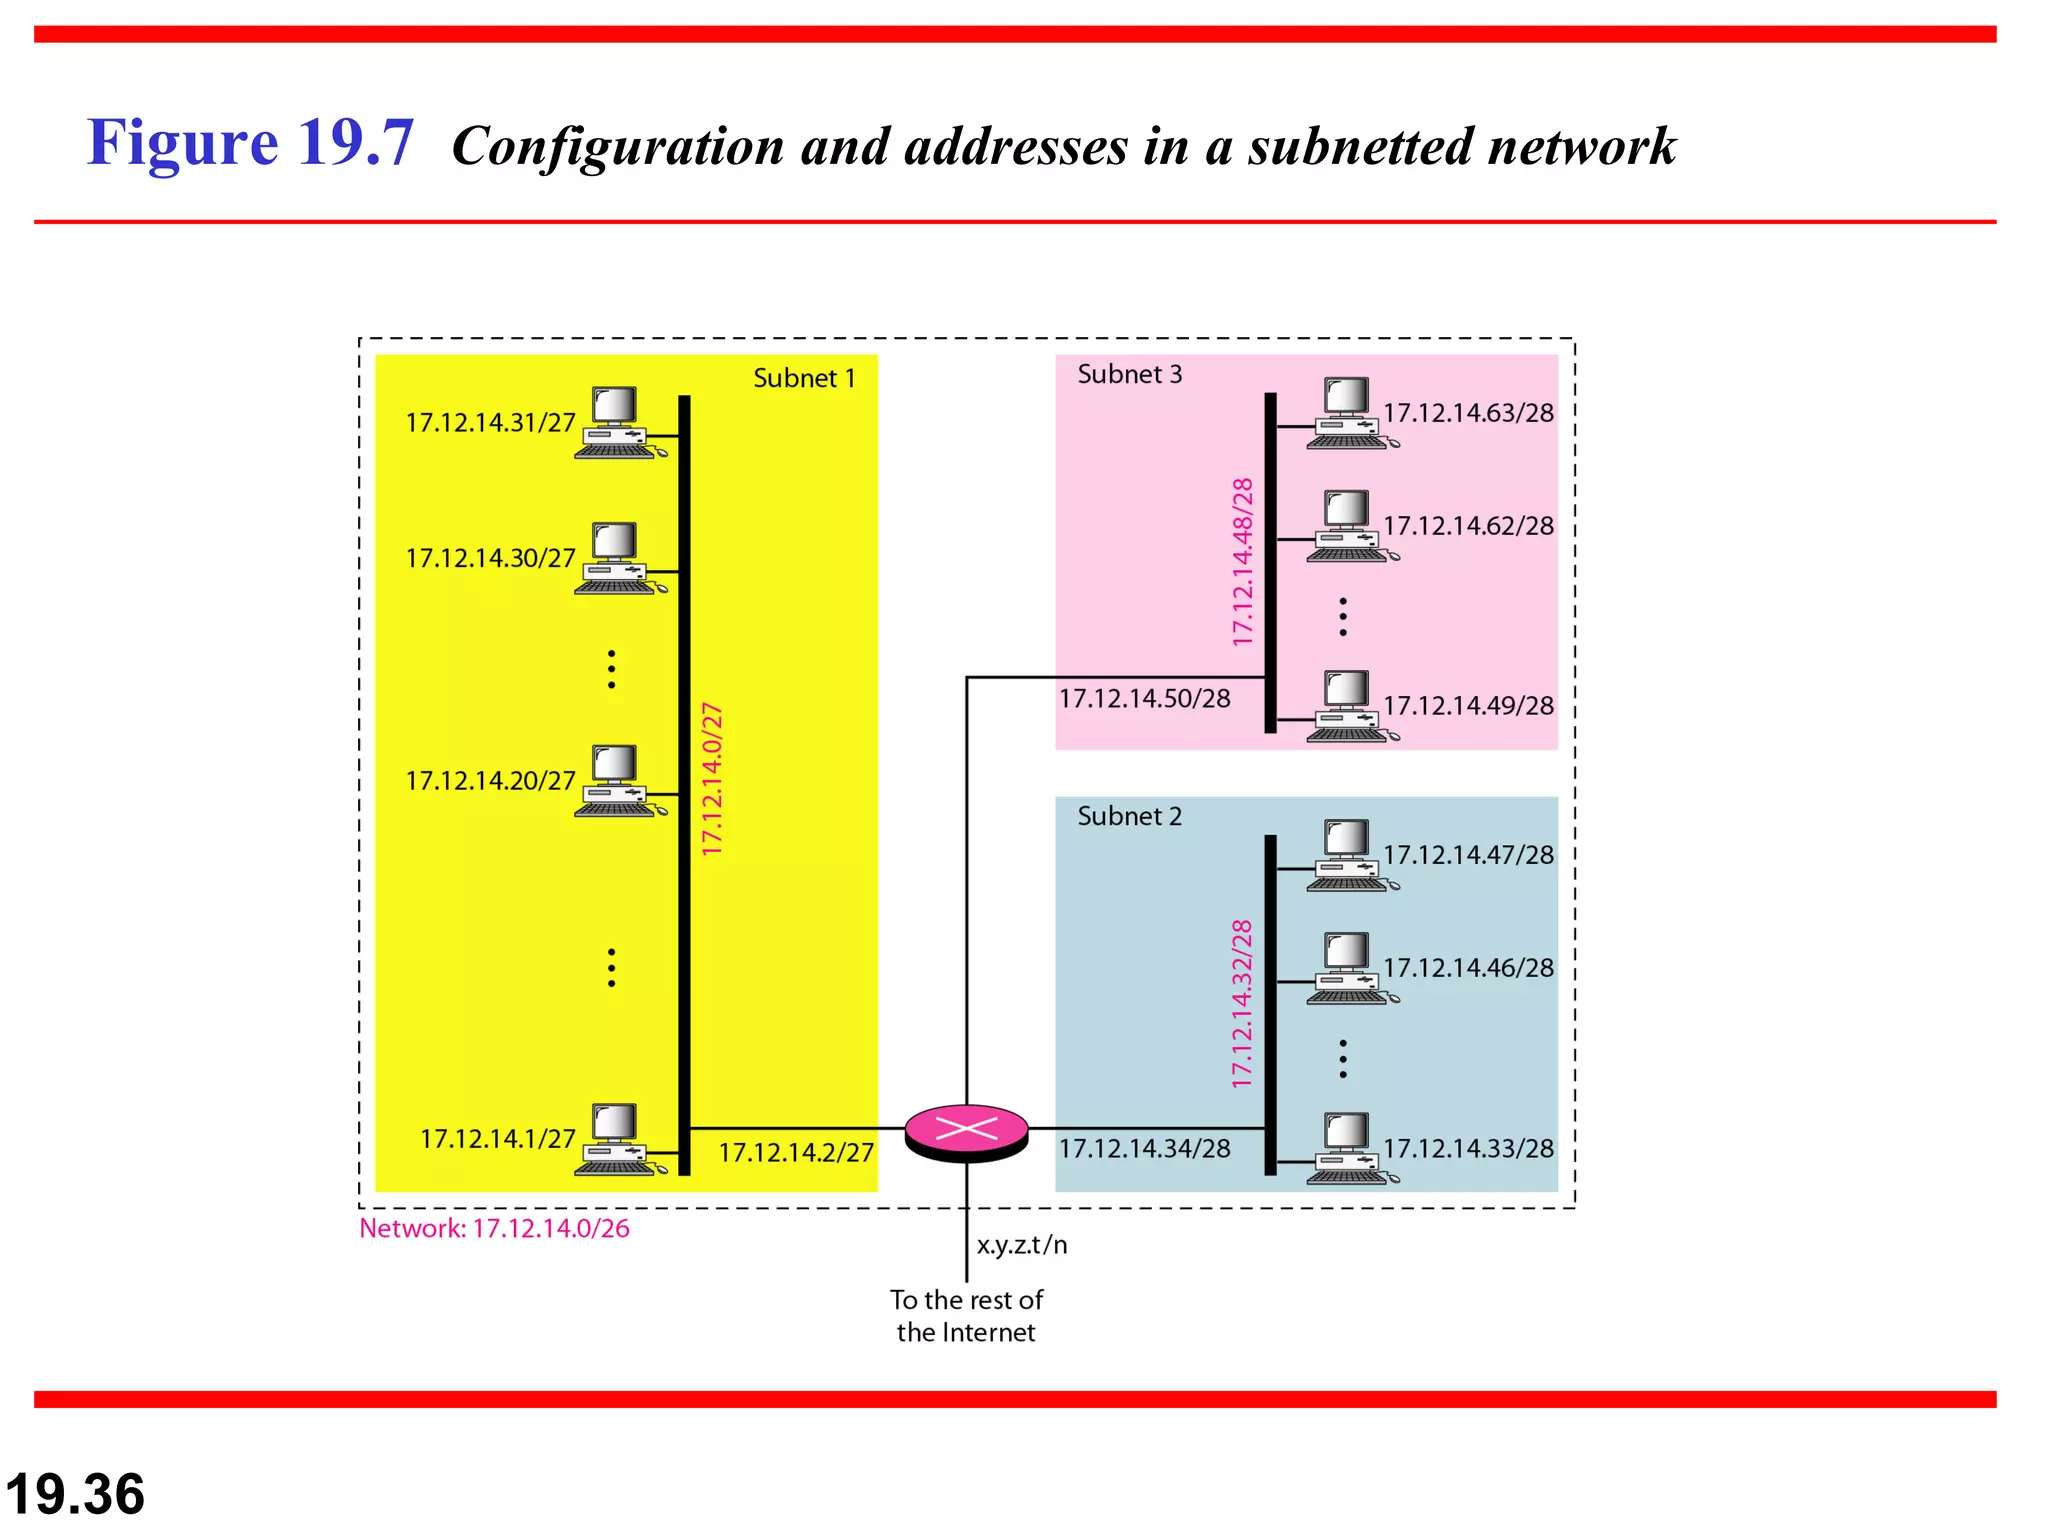 Figure 19.7 Configuration and addresses in a subnetted network
Subnet 1
17.12.14.31/27
17.12.14.30/27
17.12.14.20/27
17.12.14.0/27
17.12.14.1/27
17.12.14.2/27
Subnet 3
17.12.14.63/28
17.12.14.62/28
17.12.14.48/28
17.12.14.50/28
17.12.14.49/28
Subnet 2
17.12.14.47/28
17.12.14.46/28
17.12.14.32/28
17.12.14.34/28
17.12.14.33/28
Network: 17.12.14.0/26
x.y.z.t/n
To the rest of
the Internet
19.36